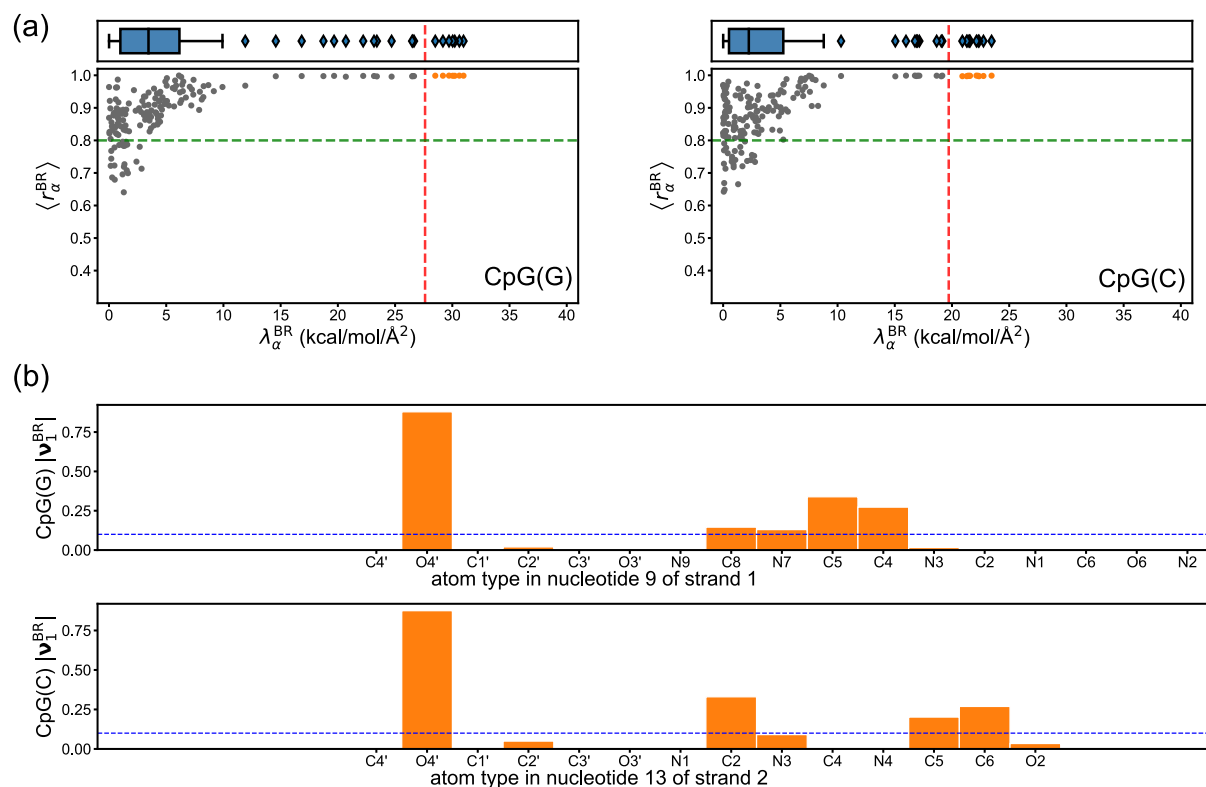 (a)
1.0 0.9 0.8 0.7 0.6 0.5 0.4
⟨r_α^BR⟩
CpG(G)
0 5 10 15 20 25 30 35 40
λ_α^BR (kcal/mol/Å²)
1.0 0.9 0.8 0.7 0.6 0.5 0.4
⟨r_α^BR⟩
CpG(C)
0 5 10 15 20 25 30 35 40
λ_α^BR (kcal/mol/Å²)
(b)
CpG(G) |ν_1^BR|
0.75
0.50
0.25
0.00
C4' O4' C1' C2' C3' O3' N9 C8 N7 C5 C4 N3 C2 N1 C6 O6 N2
atom type in nucleotide 9 of strand 1
CpG(C) |ν_1^BR|
0.75
0.50
0.25
0.00
C4' O4' C1' C2' C3' O3' N1 C2 N3 C4 N4 C5 C6 O2
atom type in nucleotide 13 of strand 2